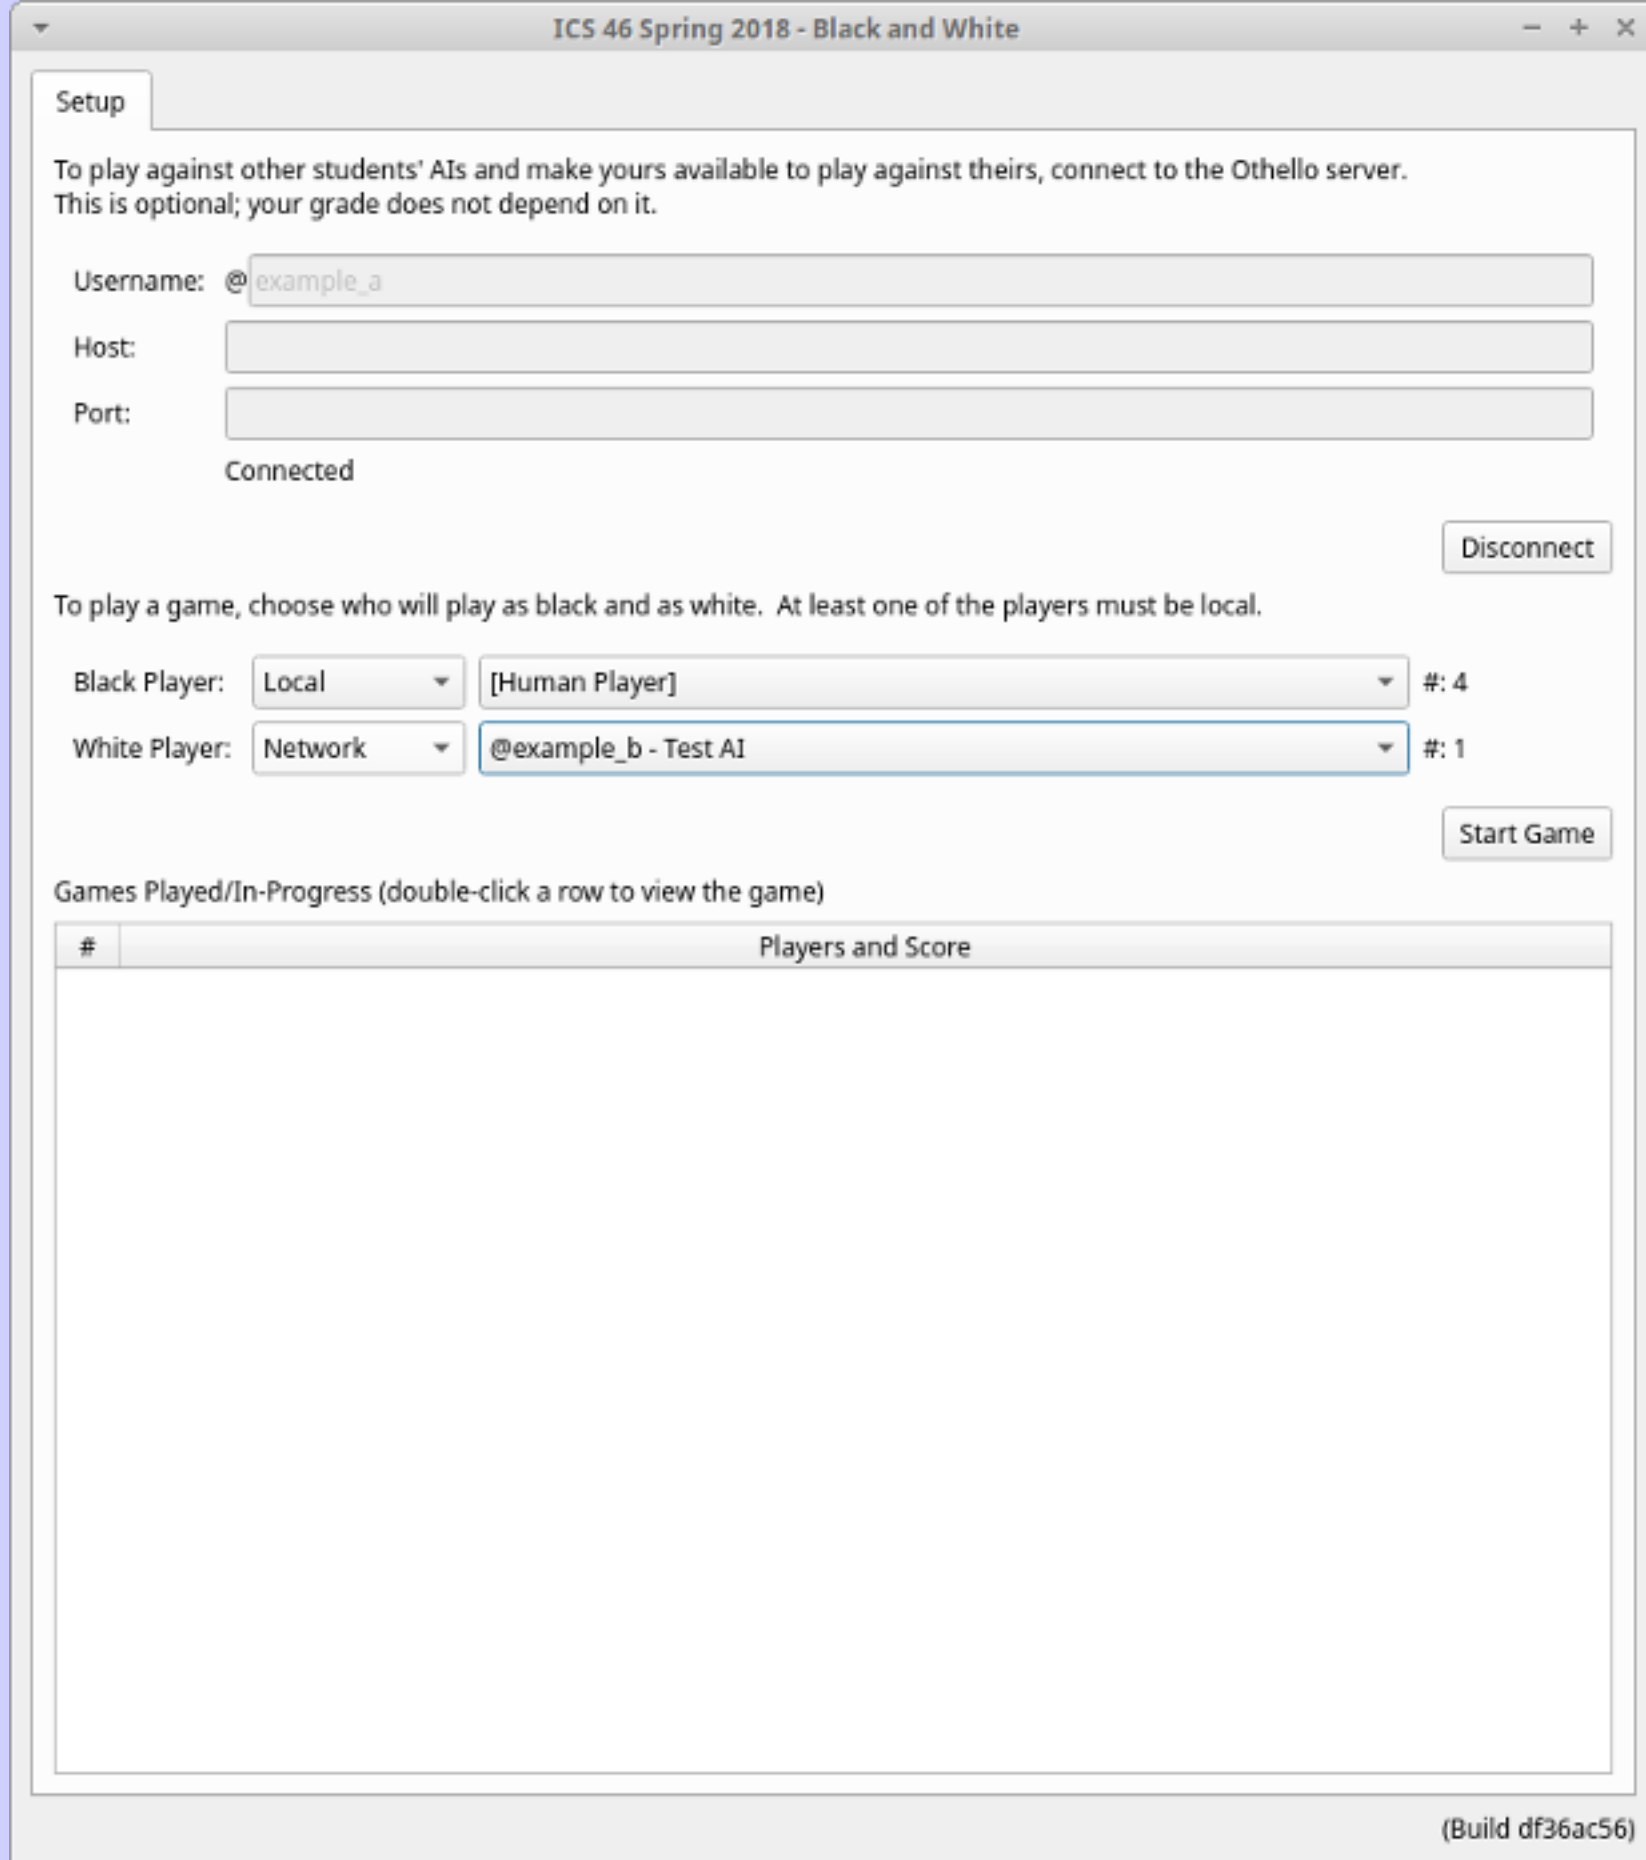 ICS 46 Spring 2018 - Black and White
Setup
To play against other students' AIs and make yours available to play against theirs, connect to the Othello server.
This is optional; your grade does not depend on it.
Username: @ example_a
Host:
Port:
Connected
Disconnect
To play a game, choose who will play as black and as white.  At least one of the players must be local.
Black Player: Local [Human Player] #: 4
White Player: Network @example_b - Test AI #: 1
Start Game
Games Played/In-Progress (double-click a row to view the game)
# Players and Score
(Build df36ac56)